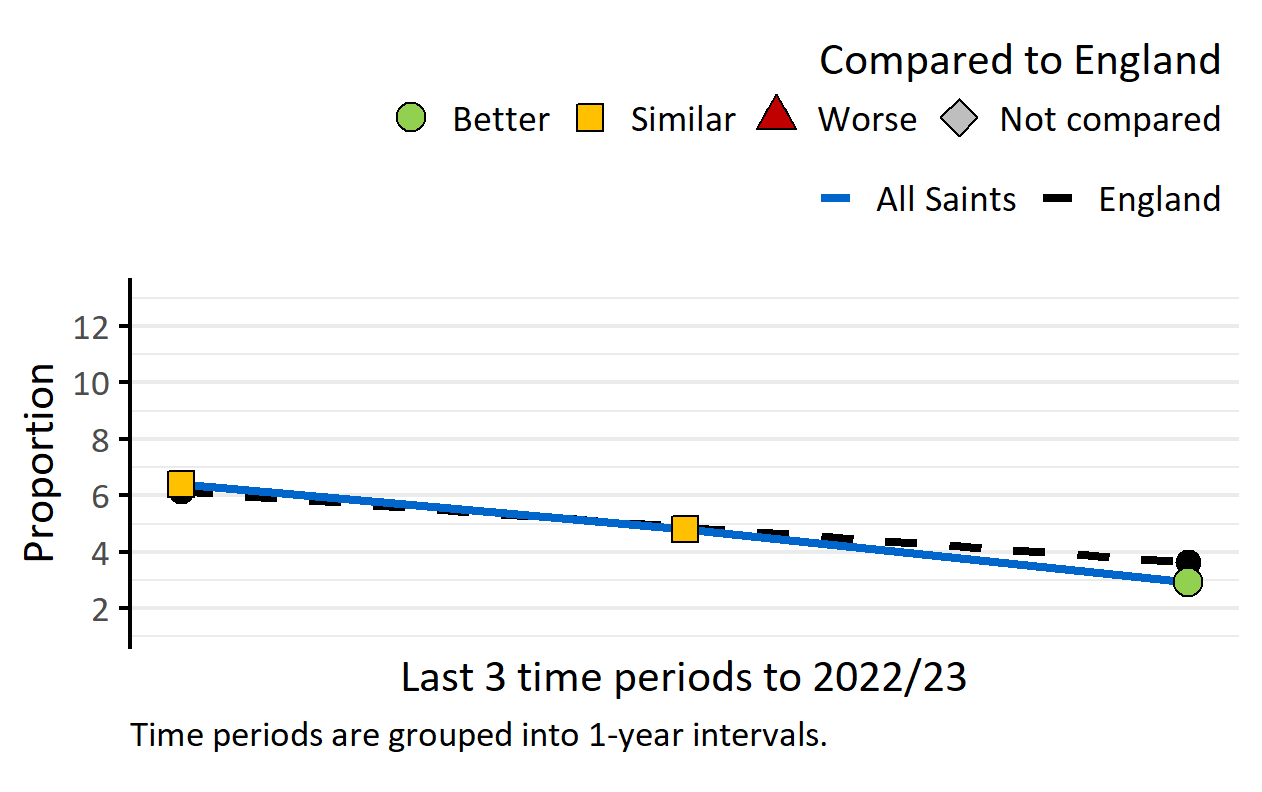 Compared to England
Better Similar Worse Not compared
All Saints England
Proportion
12
10
8
6
4
2
Last 3 time periods to 2022/23
Time periods are grouped into 1-year intervals.